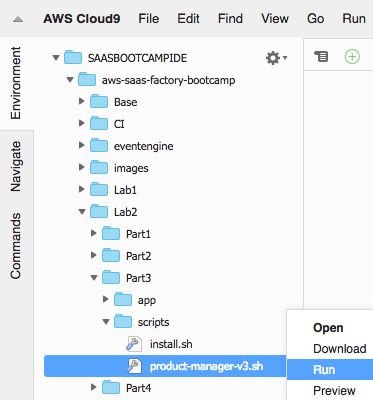 AWS Cloud9 File Edit Find View Go Run
Environment
Navigate
Commands
SAASBOOTCAMPIDE
aws-saas-factory-bootcamp
Base
CI
eventengine
images
Lab1
Lab2
Part1
Part2
Part3
app
scripts
install.sh
product-manager-v3.sh
Part4
Open
Download
Run
Preview